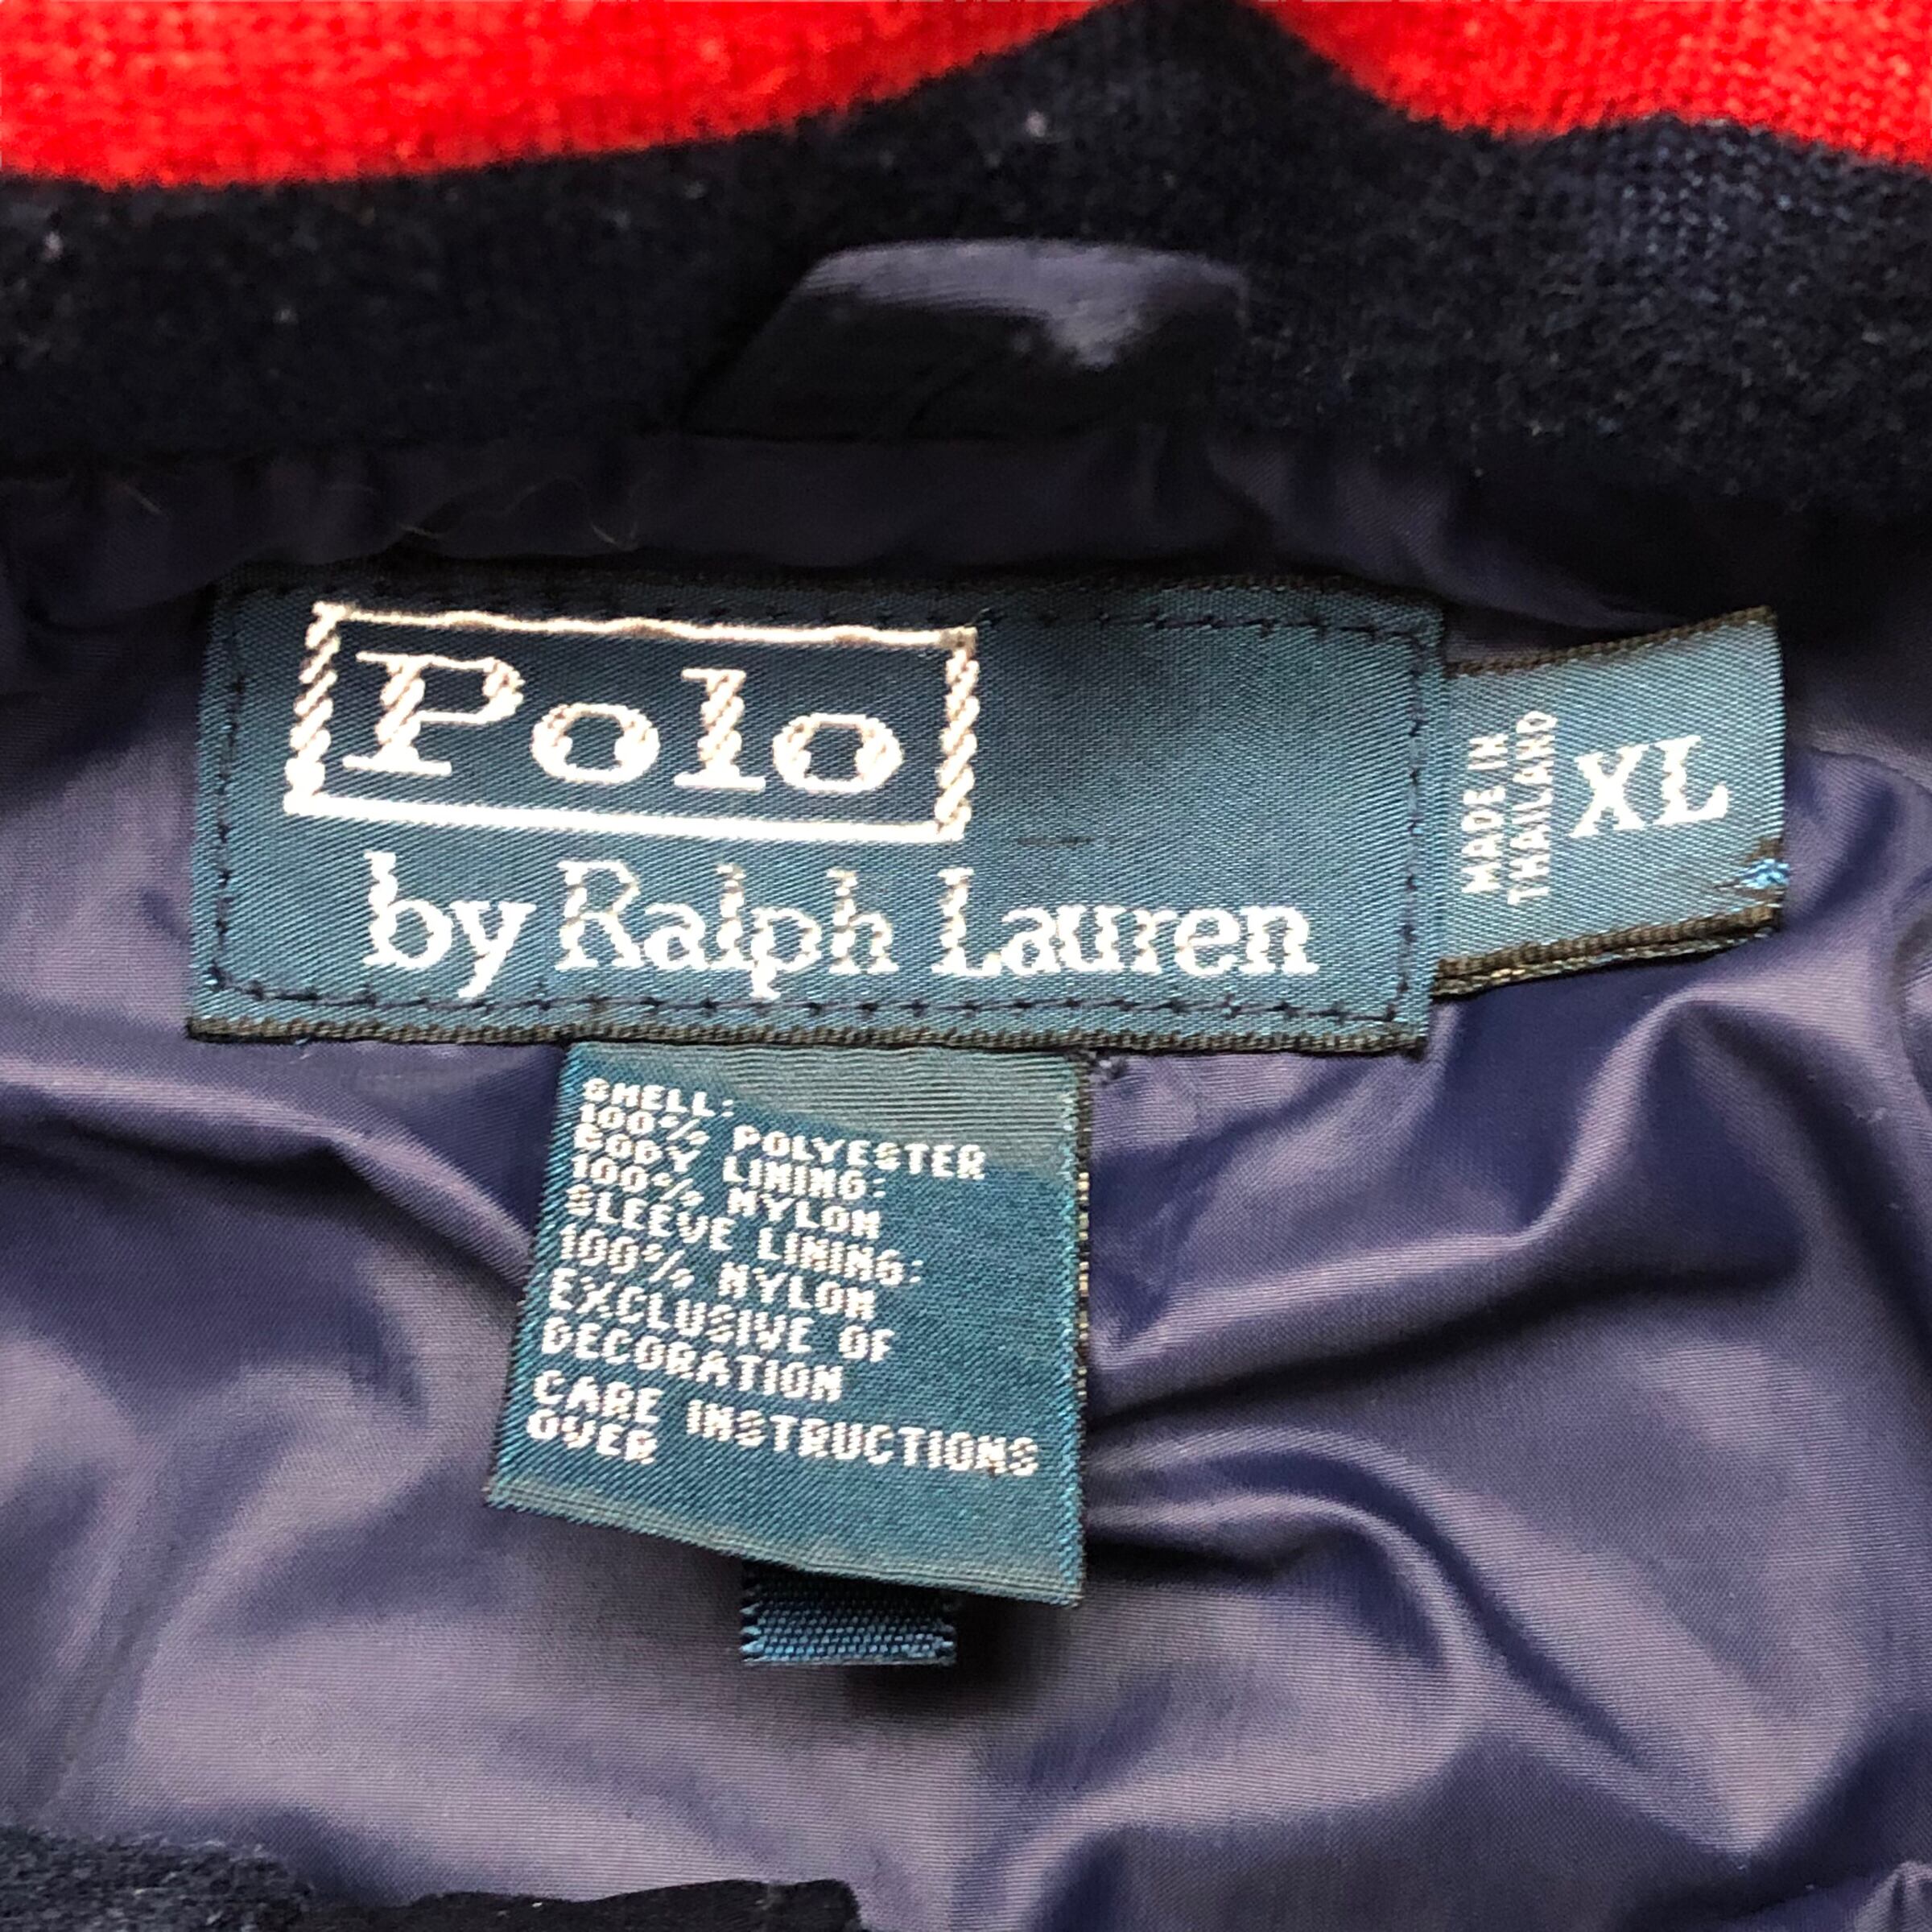 Polo
by Ralph Lauren
MADE IN
THAILAND
XL
SHELL:
100% POLYESTER
BODY LINING:
100% NYLON
SLEEVE LINING:
100% NYLON
EXCLUSIVE OF
DECORATION
CARE INSTRUCTIONS
OVER